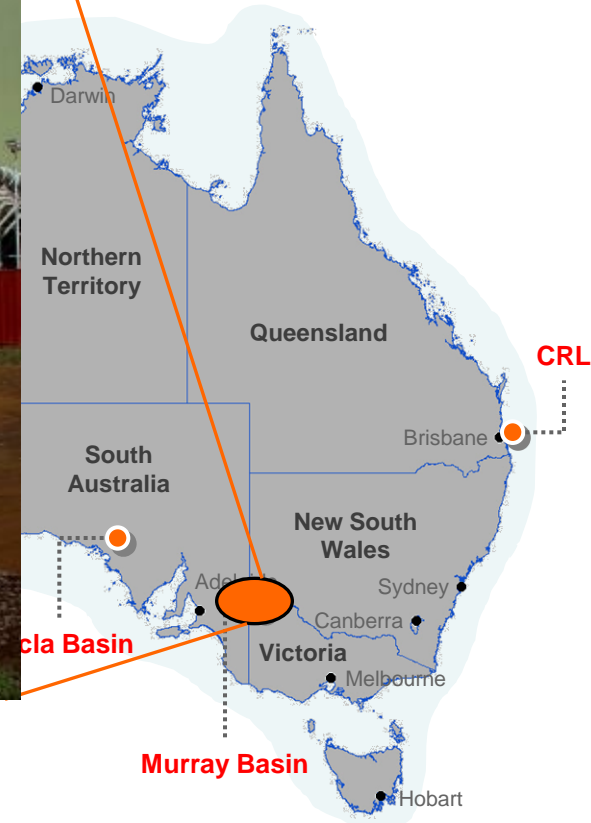 Darwin
Northern
Territory
Queensland
CRL
Brisbane
South
Australia
New South
Wales
Sydney
Canberra
cla Basin
Victoria
Melbourne
Murray Basin
Hobart